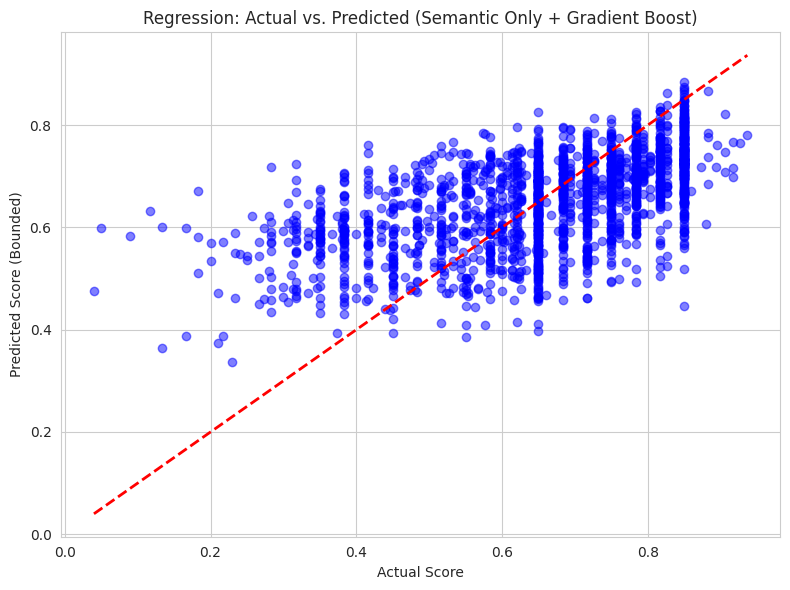 Regression: Actual vs. Predicted (Semantic Only + Gradient Boost)
Predicted Score (Bounded)
0.8
0.6
0.4
0.2
0.0
0.0 0.2 0.4 0.6 0.8
Actual Score